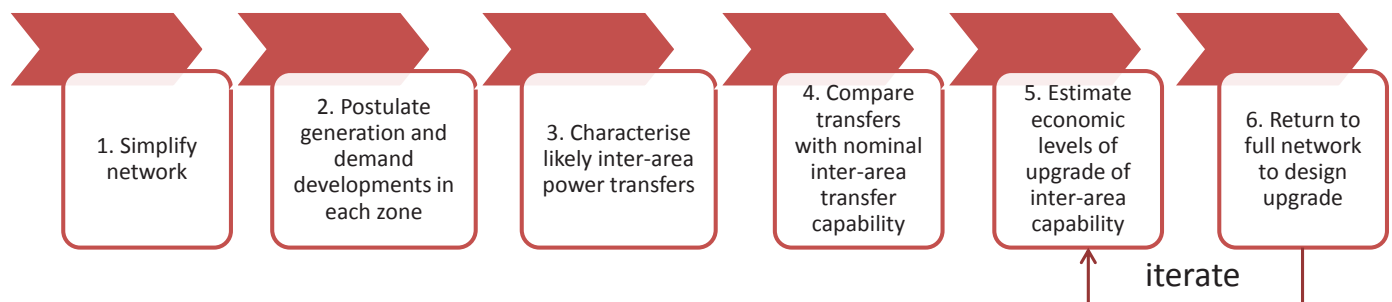 1. Simplify
network
2. Postulate
generation and
demand
developments in
each zone
3. Characterise
likely inter-area
power transfers
4. Compare
transfers
with nominal
inter-area
transfer
capability
5. Estimate
economic
levels of
upgrade of
inter-area
capability
6. Return to
full network
to design
upgrade
iterate